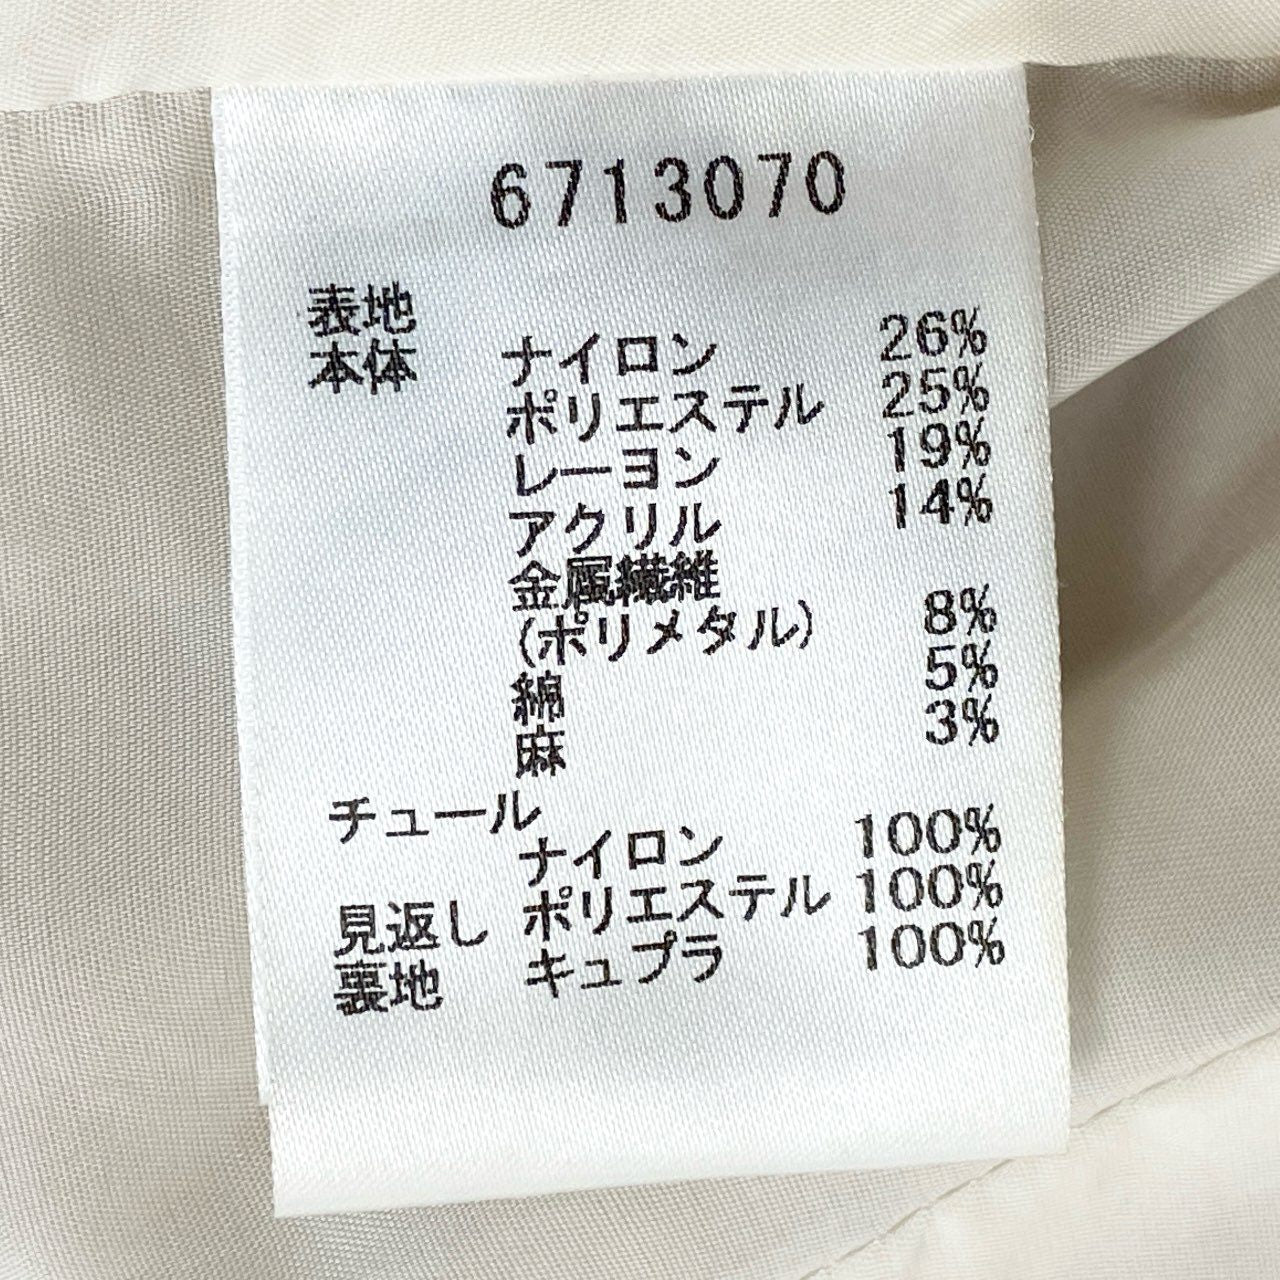 6713070
表地
本体 ナイロン 26%
ポリエステル 25%
レーヨン 19%
アクリル 14%
金属繊維
(ポリメタル) 8%
綿 5%
麻 3%
チュール
ナイロン 100%
見返し ポリエステル 100%
裏地 キュプラ 100%